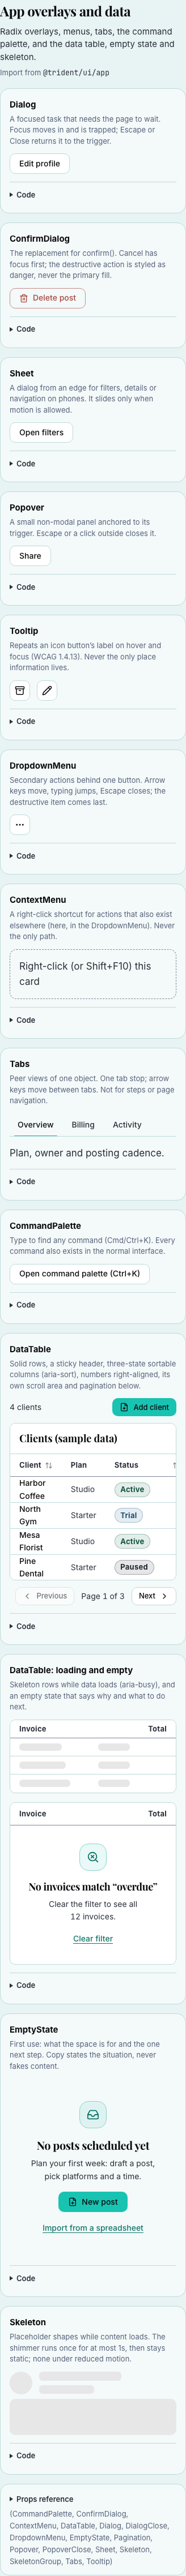 App overlays and data
Radix overlays, menus, tabs, the command
palette, and the data table, empty state and
skeleton.
Import from @trident/ui/app
Dialog
A focused task that needs the page to wait.
Focus moves in and is trapped; Escape or
Close returns it to the trigger.
Edit profile
Code
ConfirmDialog
The replacement for confirm(). Cancel has
focus first; the destructive action is styled as
danger, never the primary fill.
Delete post
Code
Sheet
A dialog from an edge for filters, details or
navigation on phones. It slides only when
motion is allowed.
Open filters
Code
Popover
A small non-modal panel anchored to its
trigger. Escape or a click outside closes it.
Share
Code
Tooltip
Repeats an icon button's label on hover and
focus (WCAG 1.4.13). Never the only place
information lives.
Code
DropdownMenu
Secondary actions behind one button. Arrow
keys move, typing jumps, Escape closes; the
destructive item comes last.
Code
ContextMenu
A right-click shortcut for actions that also exist
elsewhere (here, in the DropdownMenu). Never
the only path.
Right-click (or Shift+F10) this
card
Code
Tabs
Peer views of one object. One tab stop; arrow
keys move between tabs. Not for steps or page
navigation.
Overview Billing Activity
Plan, owner and posting cadence.
Code
CommandPalette
Type to find any command (Cmd/Ctrl+K). Every
command also exists in the normal interface.
Open command palette (Ctrl+K)
Code
DataTable
Solid rows, a sticky header, three-state sortable
columns (aria-sort), numbers right-aligned, its
own scroll area and pagination below.
4 clients Add client
Clients (sample data)
Client Plan Status
Harbor
Coffee
Studio Active
North
Gym
Starter Trial
Mesa
Florist
Studio Active
Pine
Dental
Starter Paused
Previous Page 1 of 3 Next
Code
DataTable: loading and empty
Skeleton rows while data loads (aria-busy), and
an empty state that says why and what to do
next.
Invoice Total
Invoice Total
No invoices match “overdue”
Clear the filter to see all
12 invoices.
Clear filter
Code
EmptyState
First use: what the space is for and the one
next step. Copy states the situation, never
fakes content.
No posts scheduled yet
Plan your first week: draft a post,
pick platforms and a time.
New post
Import from a spreadsheet
Code
Skeleton
Placeholder shapes while content loads. The
shimmer runs once for at most 1s, then stays
static; none under reduced motion.
Code
Props reference
(CommandPalette, ConfirmDialog,
ContextMenu, DataTable, Dialog, DialogClose,
DropdownMenu, EmptyState, Pagination,
Popover, PopoverClose, Sheet, Skeleton,
SkeletonGroup, Tabs, Tooltip)